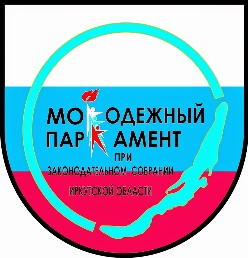 МОЛОДЕЖНЫЙ
ПАРЛАМЕНТ
ПРИ
ЗАКОНОДАТЕЛЬНОМ СОБРАНИИ
ИРКУТСКОЙ ОБЛАСТИ